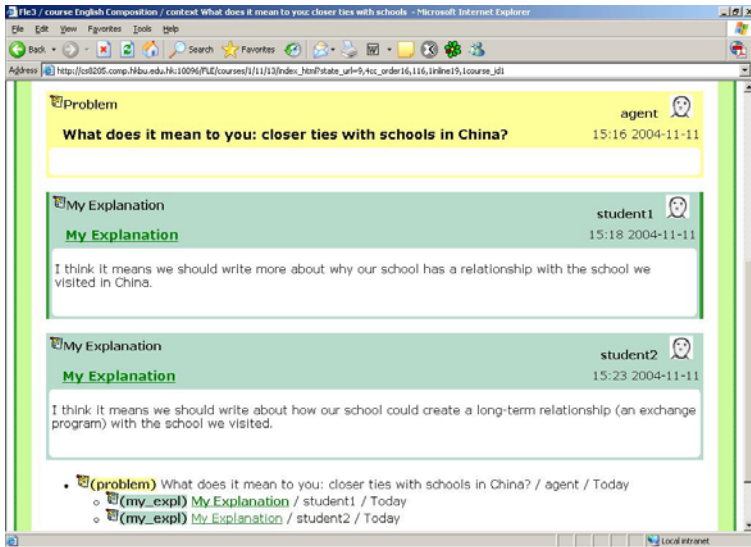 Fle3 / course English Composition / context What does it mean to you: closer ties with schools - Microsoft Internet Explorer
File Edit View Favorites Tools Help
Back Search Favorites
Address http://cs8205.comp.hkbu.edu.hk:10096/FLE/courses/1/11/13/index_html?state_url=9,4cc_order16,116,1inline19,1course_id1
Problem
agent
What does it mean to you: closer ties with schools in China?
15:16 2004-11-11
My Explanation
student1
My Explanation
15:18 2004-11-11
I think it means we should write more about why our school has a relationship with the school we
visited in China.
My Explanation
student2
My Explanation
15:23 2004-11-11
I think it means we should write about how our school could create a long-term relationship (an exchange
program) with the school we visited.
(problem) What does it mean to you: closer ties with schools in China? / agent / Today
(my_expl) My Explanation / student1 / Today
(my_expl) My Explanation / student2 / Today
Local intranet